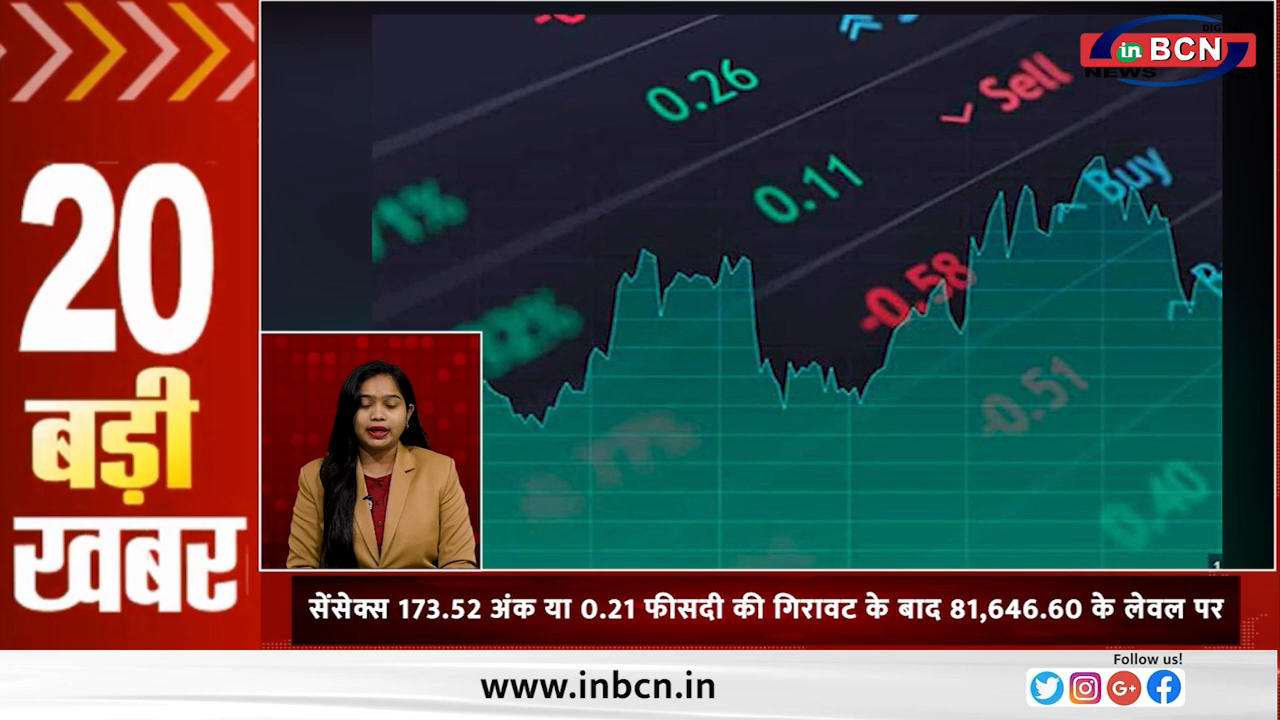 20
बड़ी
खबर
0.26
Sell
0.11
Buy
-0.58
-0.51
0.40
in BCN
NEWS
सेंसेक्स 173.52 अंक या 0.21 फीसदी की गिरावट के बाद 81,646.60 के लेवल पर
Follow us!
www.inbcn.in